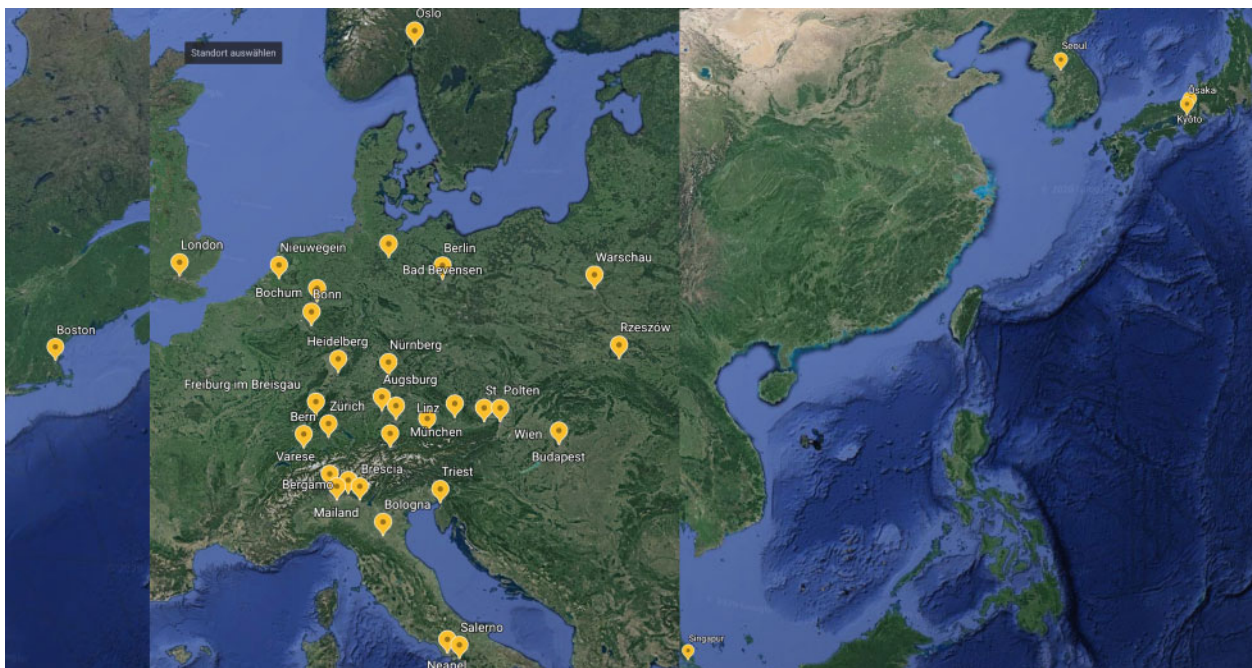 Oslo
Standort auswählen
Seoul
Osaka
Kyōto
London
Nieuwegein
Berlin
Bad Bevensen
Warschau
Bochum
Bonn
Boston
Rzeszów
Heidelberg
Nürnberg
Freiburg im Breisgau
Augsburg
St. Pölten
Bern
Zürich
Linz
München
Wien
Budapest
Varese
Brescia
Triest
Bergamo
Mailand
Bologna
Salerno
Neapel
Singapur